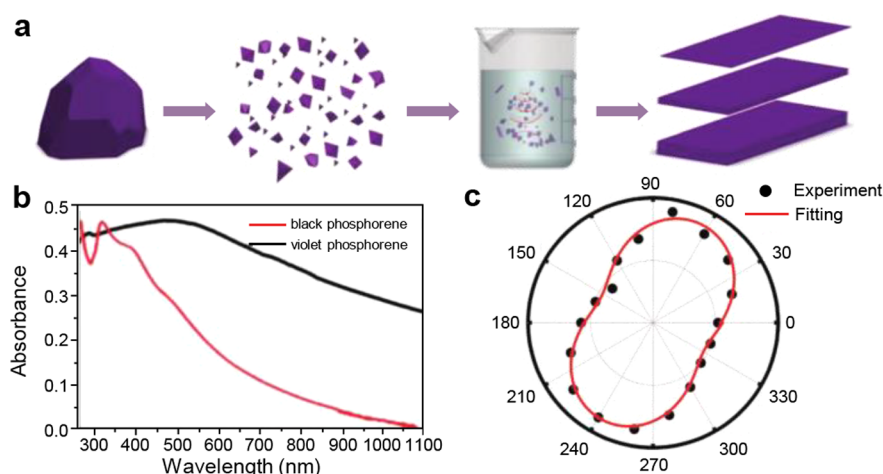 a
b
0.5
0.4
0.3
0.2
0.1
0.0
Absorbance
black phosphorene
violet phosphorene
300 400 500 600 700 800 900 1000 1100
Wavelength (nm)
c
Experiment
Fitting
90
60
30
0
330
300
270
240
210
180
150
120